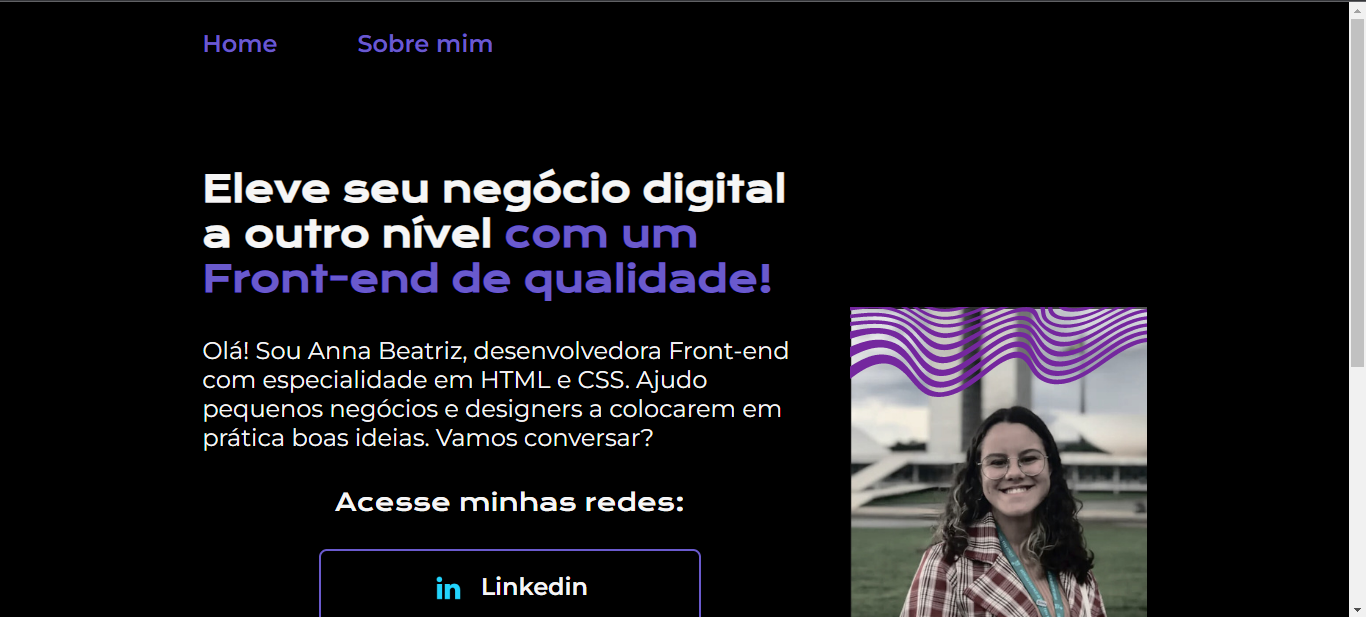 Home Sobre mim
Eleve seu negócio digital
a outro nível com um
Front-end de qualidade!
Olá! Sou Anna Beatriz, desenvolvedora Front-end
com especialidade em HTML e CSS. Ajudo
pequenos negócios e designers a colocarem em
prática boas ideias. Vamos conversar?
Acesse minhas redes:
in Linkedin